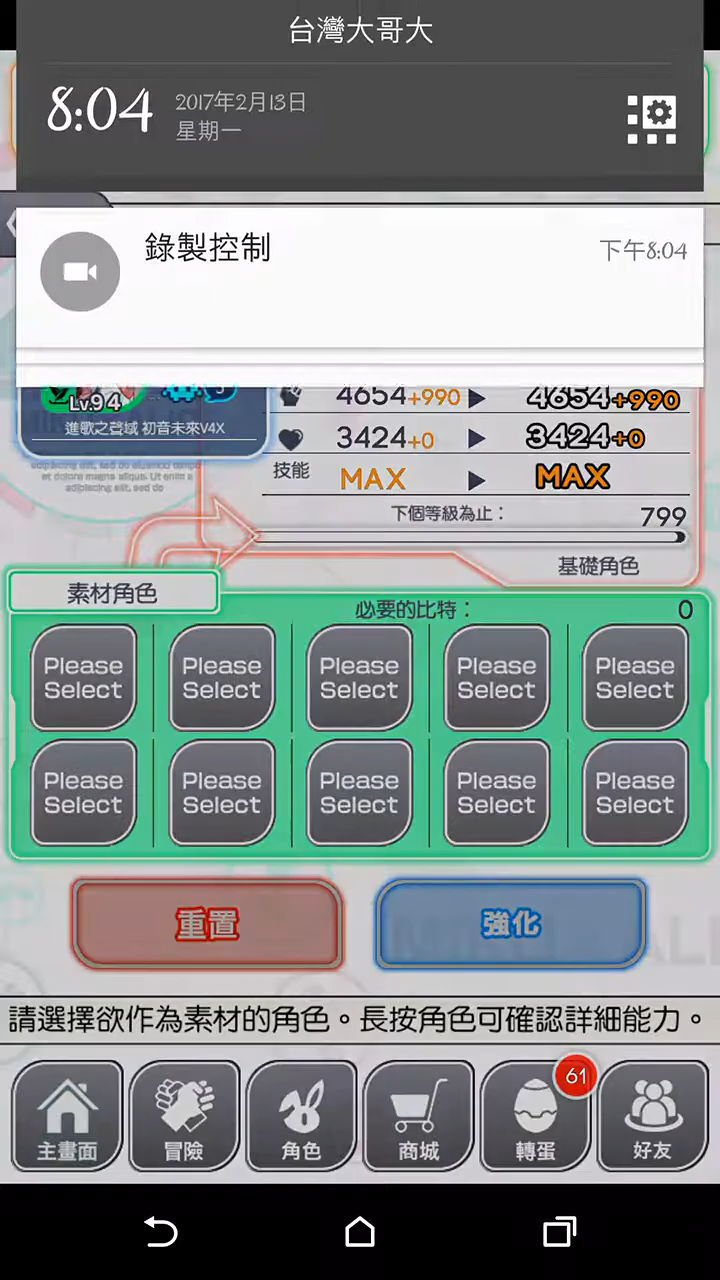 台灣大哥大
8:04
2017年2月13日
星期一
錄製控制
下午8:04
Lv.94
進歌之聲域 初音未來V4X
4654+990 4654+990
3424+0 3424+0
技能 MAX MAX
下個等級為止： 799
基礎角色
素材角色
必要的比特： 0
Please Select
Please Select
Please Select
Please Select
Please Select
Please Select
Please Select
Please Select
Please Select
Please Select
重置
強化
請選擇欲作為素材的角色。長按角色可確認詳細能力。
61
主畫面
冒險
角色
商城
轉蛋
好友